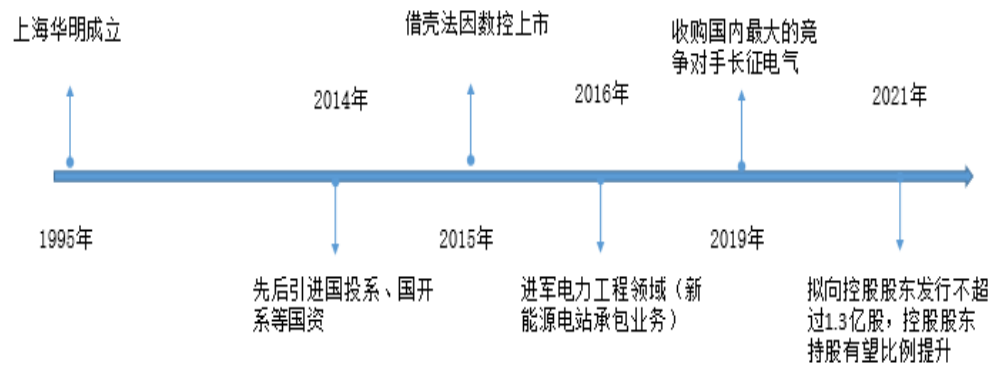 上海华明成立
借壳法因数控上市
收购国内最大的竞
争对手长征电气
2014年
2016年
2021年
1995年
2015年
2019年
先后引进国投系、国开
系等国资
进军电力工程领域（新
能源电站承包业务）
拟向控股股东发行不超
过1.3亿股，控股股东
持股有望比例提升